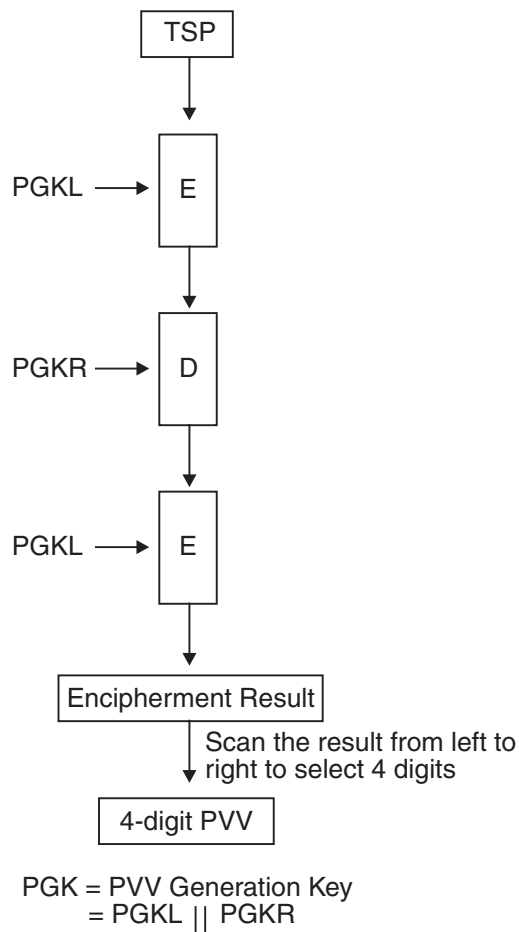 TSP
PGKL
E
PGKR
D
PGKL
E
Encipherment Result
Scan the result from left to
right to select 4 digits
4-digit PVV
PGK = PVV Generation Key
= PGKL || PGKR